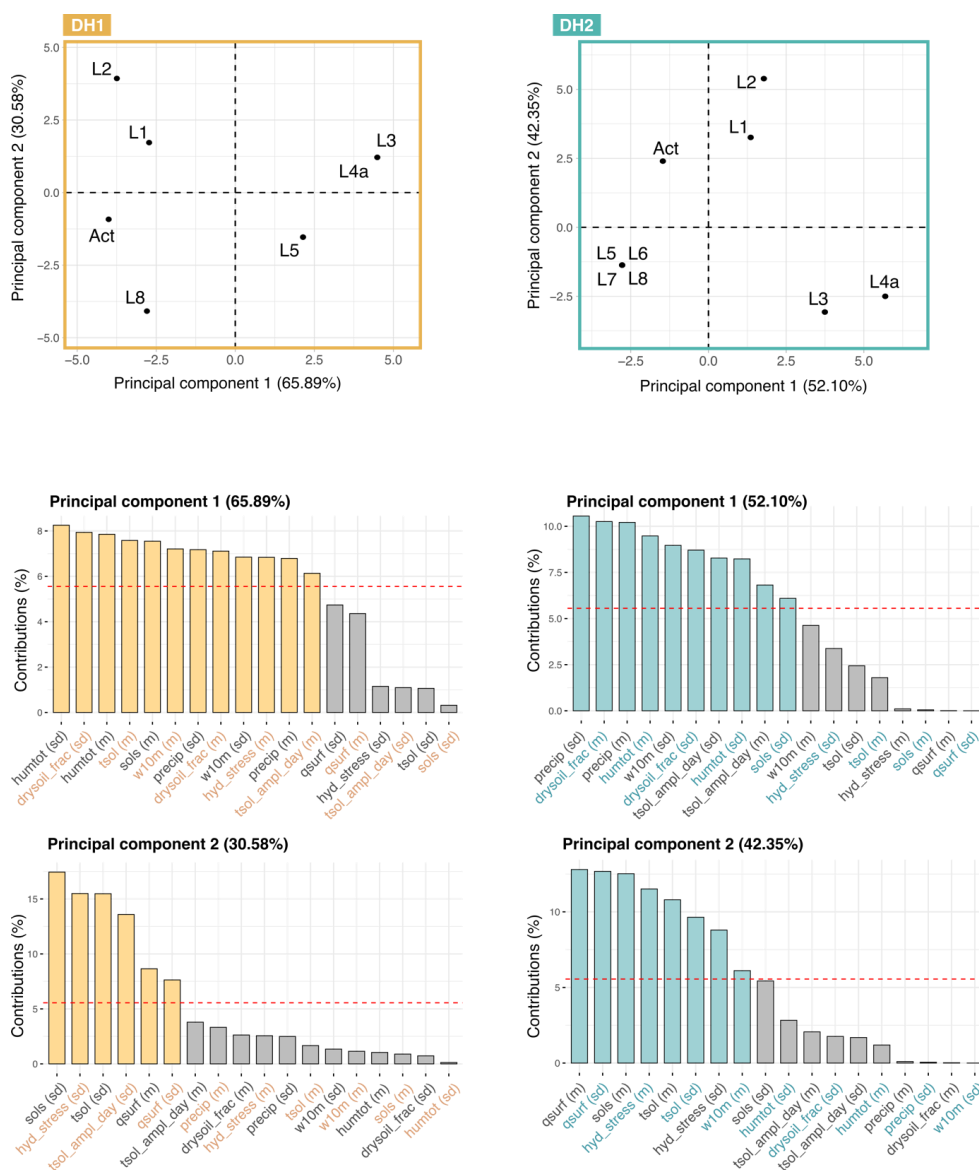 DH1
DH2
5.0
2.5
0.0
−2.5
−5.0
Principal component 2 (30.58%)
L2
L1
L3
L4a
Act
L5
L8
−5.0 −2.5 0.0 2.5 5.0
Principal component 1 (65.89%)
5.0
2.5
0.0
−2.5
Principal component 2 (42.35%)
L2
L1
Act
L5 L6
L7 L8
L4a
L3
−2.5 0.0 2.5 5.0
Principal component 1 (52.10%)
Principal component 1 (65.89%)
Contributions (%)
8
6
4
2
0
humtot (sd)
drysoil_frac (sd)
humtot (m)
tsol (m)
sols (m)
w10m (m)
precip (sd)
drysoil_frac (m)
w10m (sd)
hyd_stress (m)
precip (m)
tsol_ampl_day (m)
qsurf (sd)
qsurf (m)
hyd_stress (sd)
tsol_ampl_day (sd)
tsol (sd)
sols (sd)
Principal component 1 (52.10%)
Contributions (%)
10.0
7.5
5.0
2.5
0.0
precip (sd)
drysoil_frac (m)
precip (m)
humtot (m)
w10m (sd)
drysoil_frac (sd)
tsol_ampl_day (sd)
humtot (sd)
tsol_ampl_day (m)
sols (sd)
w10m (m)
hyd_stress (sd)
tsol (sd)
tsol (m)
hyd_stress (m)
sols (m)
qsurf (m)
qsurf (sd)
Principal component 2 (30.58%)
Contributions (%)
15
10
5
0
sols (sd)
hyd_stress (sd)
tsol (sd)
tsol_ampl_day (sd)
qsurf (m)
qsurf (sd)
tsol_ampl_day (m)
precip (m)
drysoil_frac (m)
hyd_stress (m)
precip (sd)
tsol (m)
w10m (sd)
w10m (m)
humtot (m)
sols (m)
drysoil_frac (sd)
humtot (sd)
Principal component 2 (42.35%)
Contributions (%)
10
5
0
qsurf (m)
qsurf (sd)
sols (m)
hyd_stress (m)
tsol (m)
tsol (sd)
hyd_stress (sd)
w10m (m)
sols (sd)
humtot (sd)
tsol_ampl_day (m)
drysoil_frac (sd)
tsol_ampl_day (sd)
humtot (m)
precip (m)
precip (sd)
drysoil_frac (m)
w10m (sd)